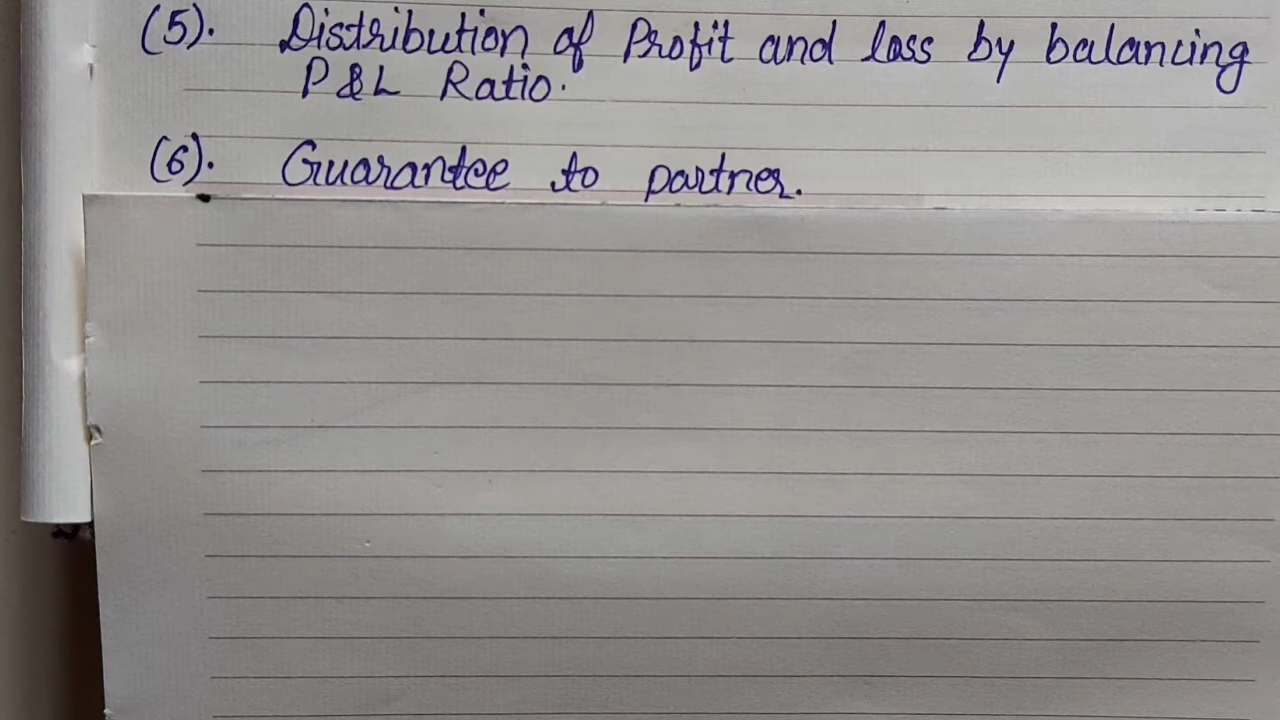 (5). Distribution of Profit and loss by balancing
P & L Ratio.
(6). Guarantee to partner.